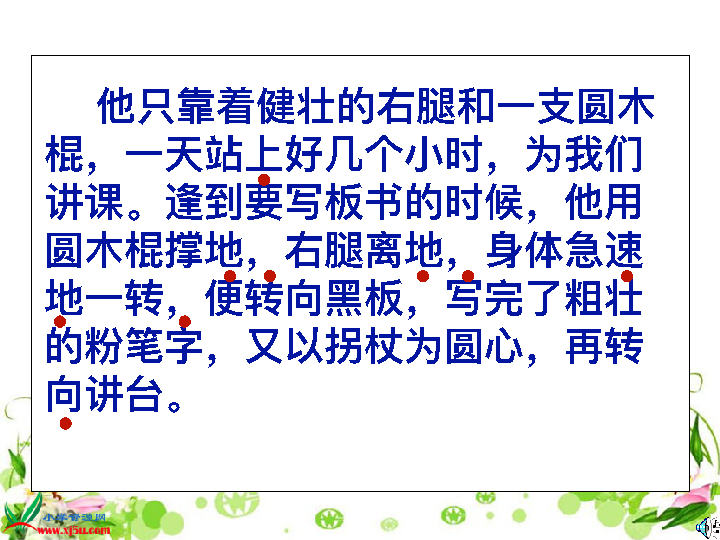 他只靠着健壮的右腿和一支圆木
棍，一天站上好几个小时，为我们
讲课。逢到要写板书的时候，他用
圆木棍撑地，右腿离地，身体急速
地一转，便转向黑板，写完了粗壮
的粉笔字，又以拐杖为圆心，再转
向讲台。
小学资源网
www.xj5u.com